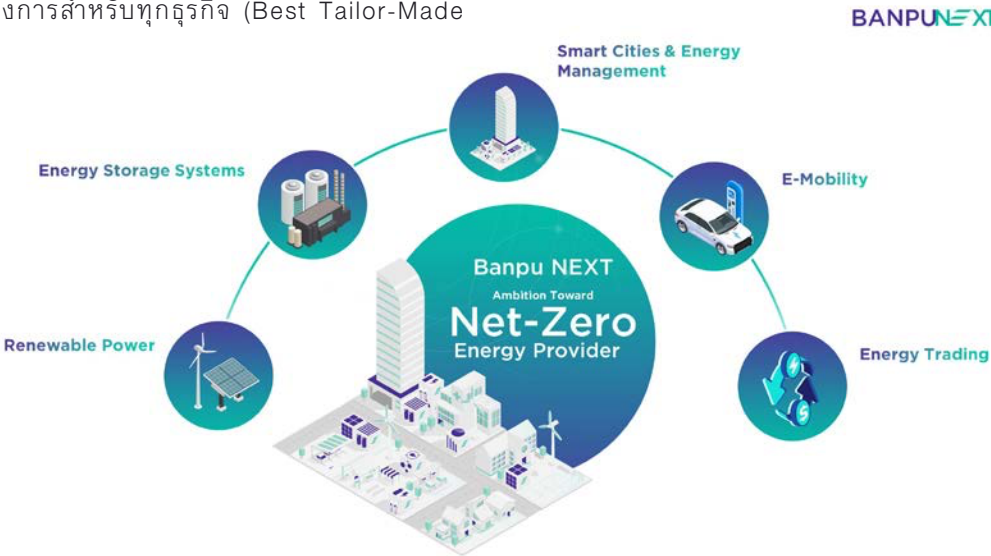 งการสำหรับทุกธุรกิจ (Best Tailor-Made
BANPU NEXT
Smart Cities & Energy
Management
Energy Storage Systems
E-Mobility
Banpu NEXT
Ambition Toward
Net-Zero
Energy Provider
Renewable Power
Energy Trading